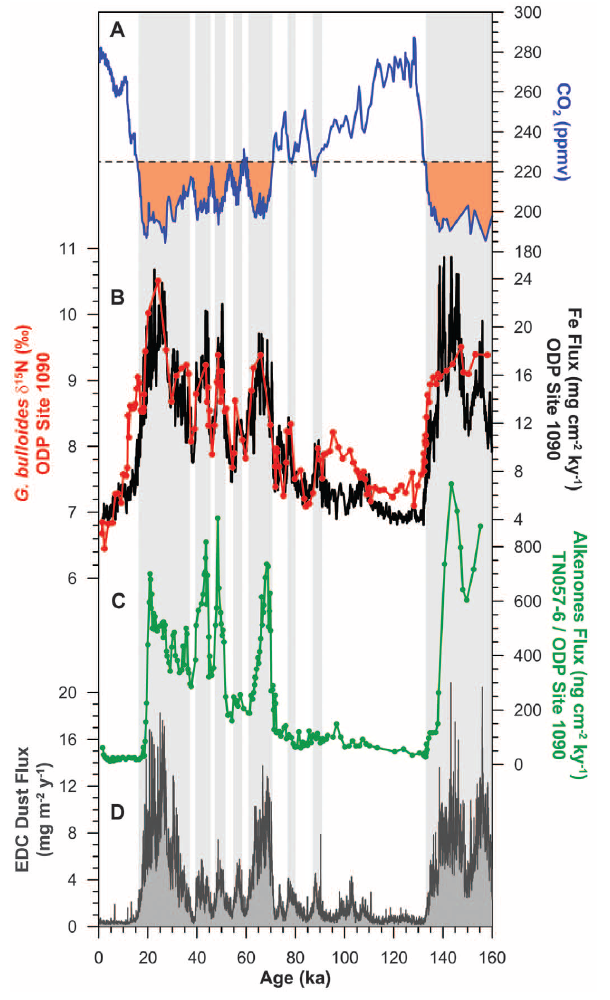 A
300
280
260
240
220
200
180
CO2 (ppmv)
11
10
9
8
7
6
G. bulloides δ15N (‰)
ODP Site 1090
B
24
20
16
12
8
4
Fe Flux (mg cm-2 ky-1)
ODP Site 1090
C
800
600
400
200
0
Alkenones Flux (ng cm-2 ky-1)
TN057-6 / ODP Site 1090
20
16
12
8
4
0
EDC Dust Flux
(mg m-2 y-1)
D
0 20 40 60 80 100 120 140 160
Age (ka)